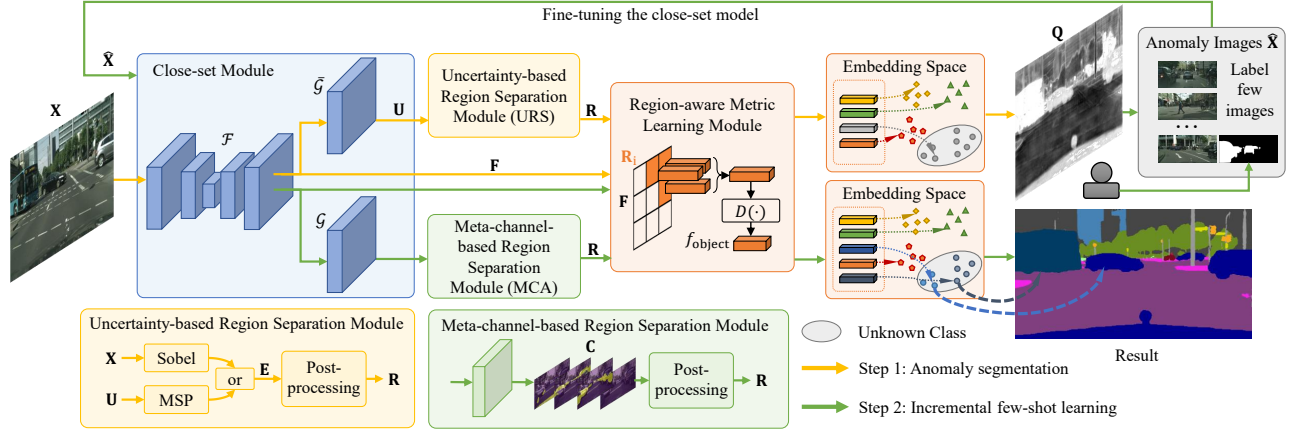 Fine-tuning the close-set model
X̂
X
Close-set Module
F
Ḡ
G
U
Uncertainty-based
Region Separation
Module (URS)
R
F
Meta-channel-
based Region
Separation
Module (MCA)
R
Region-aware Metric
Learning Module
R_i
F
D(·)
f_object
Embedding Space
Embedding Space
Q
Anomaly Images X̂
Label
few
images
...
Result
Unknown Class
Step 1: Anomaly segmentation
Step 2: Incremental few-shot learning
Uncertainty-based Region Separation Module
X
Sobel
U
MSP
or
E
Post-
processing
R
Meta-channel-based Region Separation Module
C
Post-
processing
R